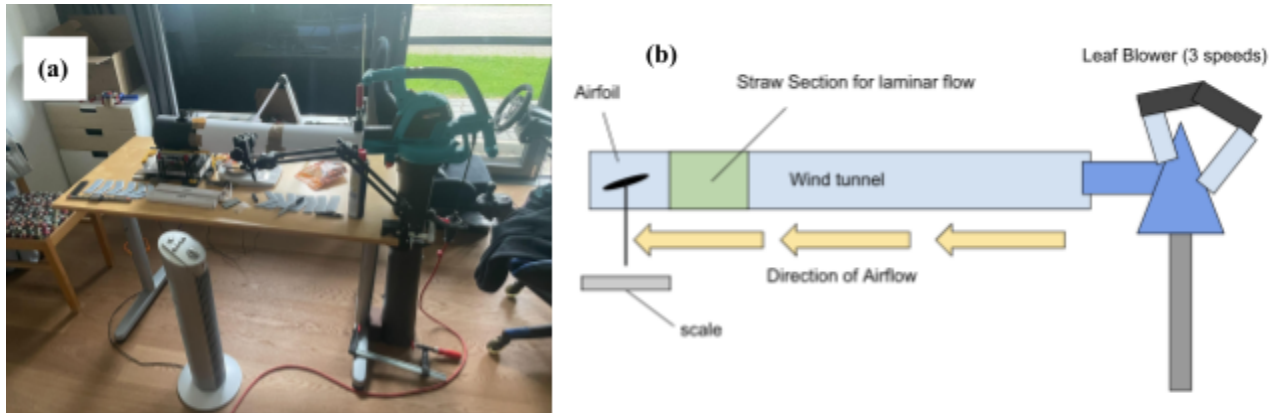 (a)
(b)
Leaf Blower (3 speeds)
Straw Section for laminar flow
Airfoil
Wind tunnel
Direction of Airflow
scale